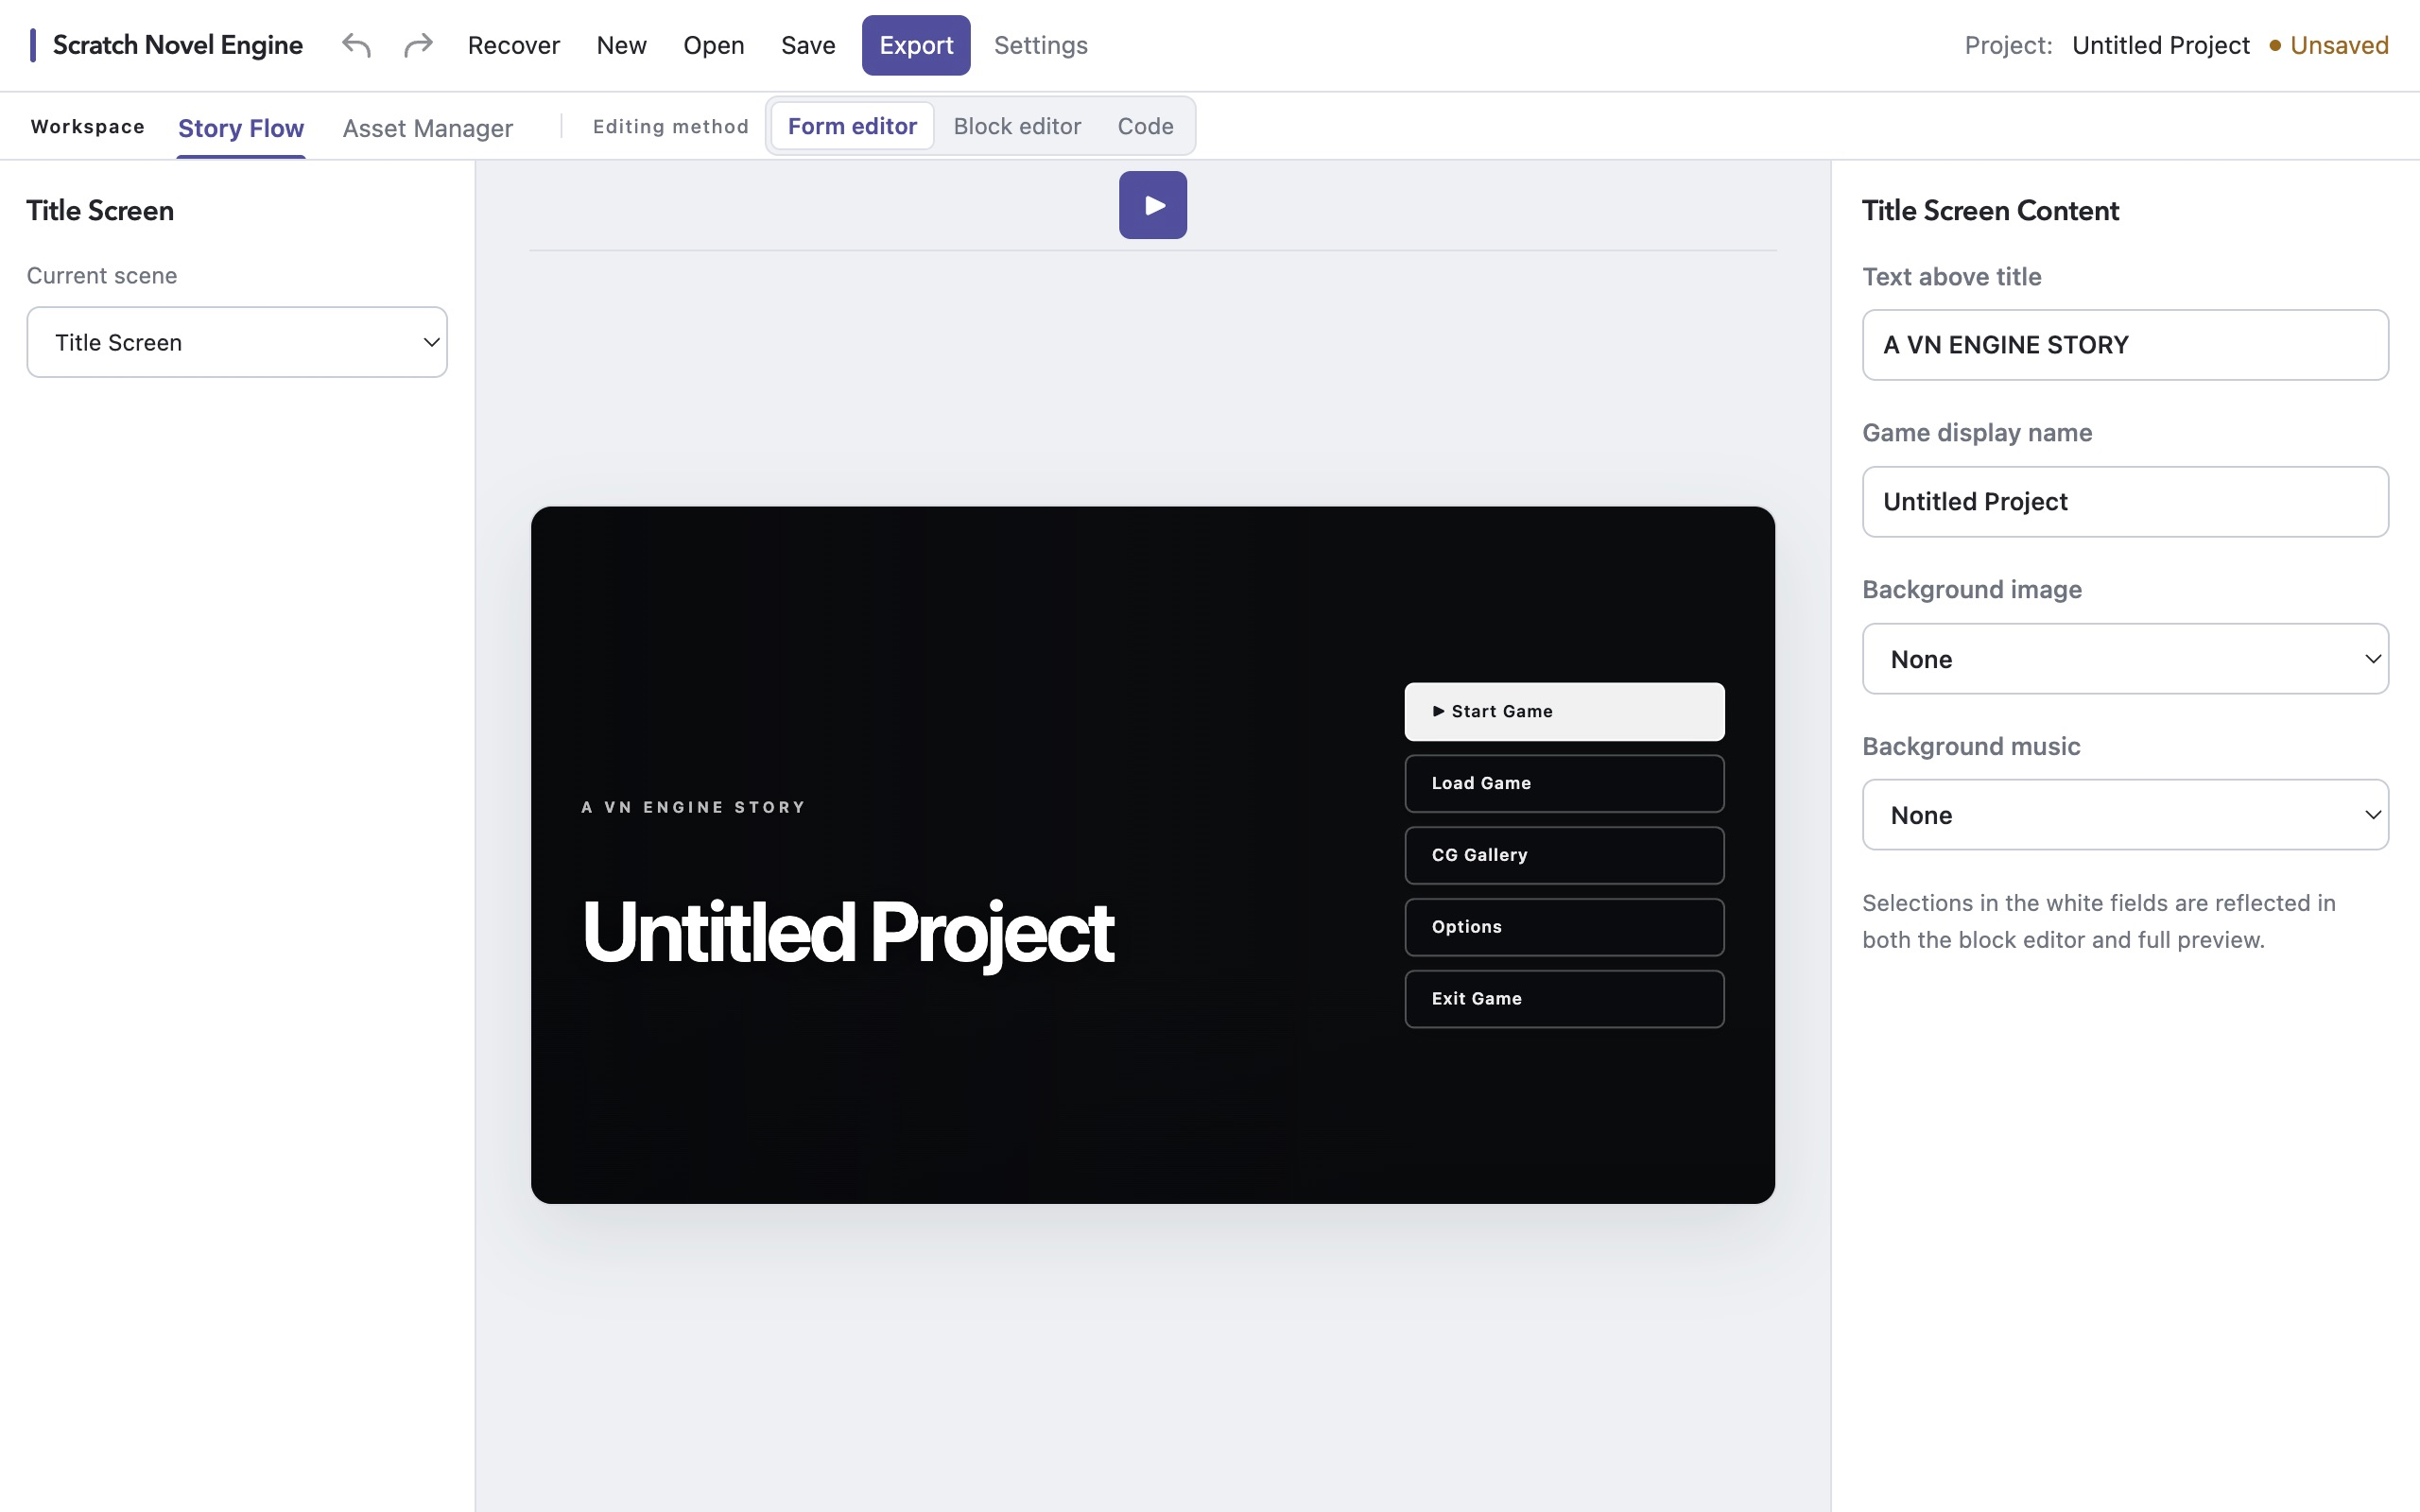 Scratch Novel Engine
Recover
New
Open
Save
Export
Settings
Project: Untitled Project
Unsaved
Workspace
Story Flow
Asset Manager
Editing method
Form editor
Block editor
Code
Title Screen
Current scene
Title Screen
A VN ENGINE STORY
Untitled Project
Start Game
Load Game
CG Gallery
Options
Exit Game
Title Screen Content
Text above title
A VN ENGINE STORY
Game display name
Untitled Project
Background image
None
Background music
None
Selections in the white fields are reflected in
both the block editor and full preview.